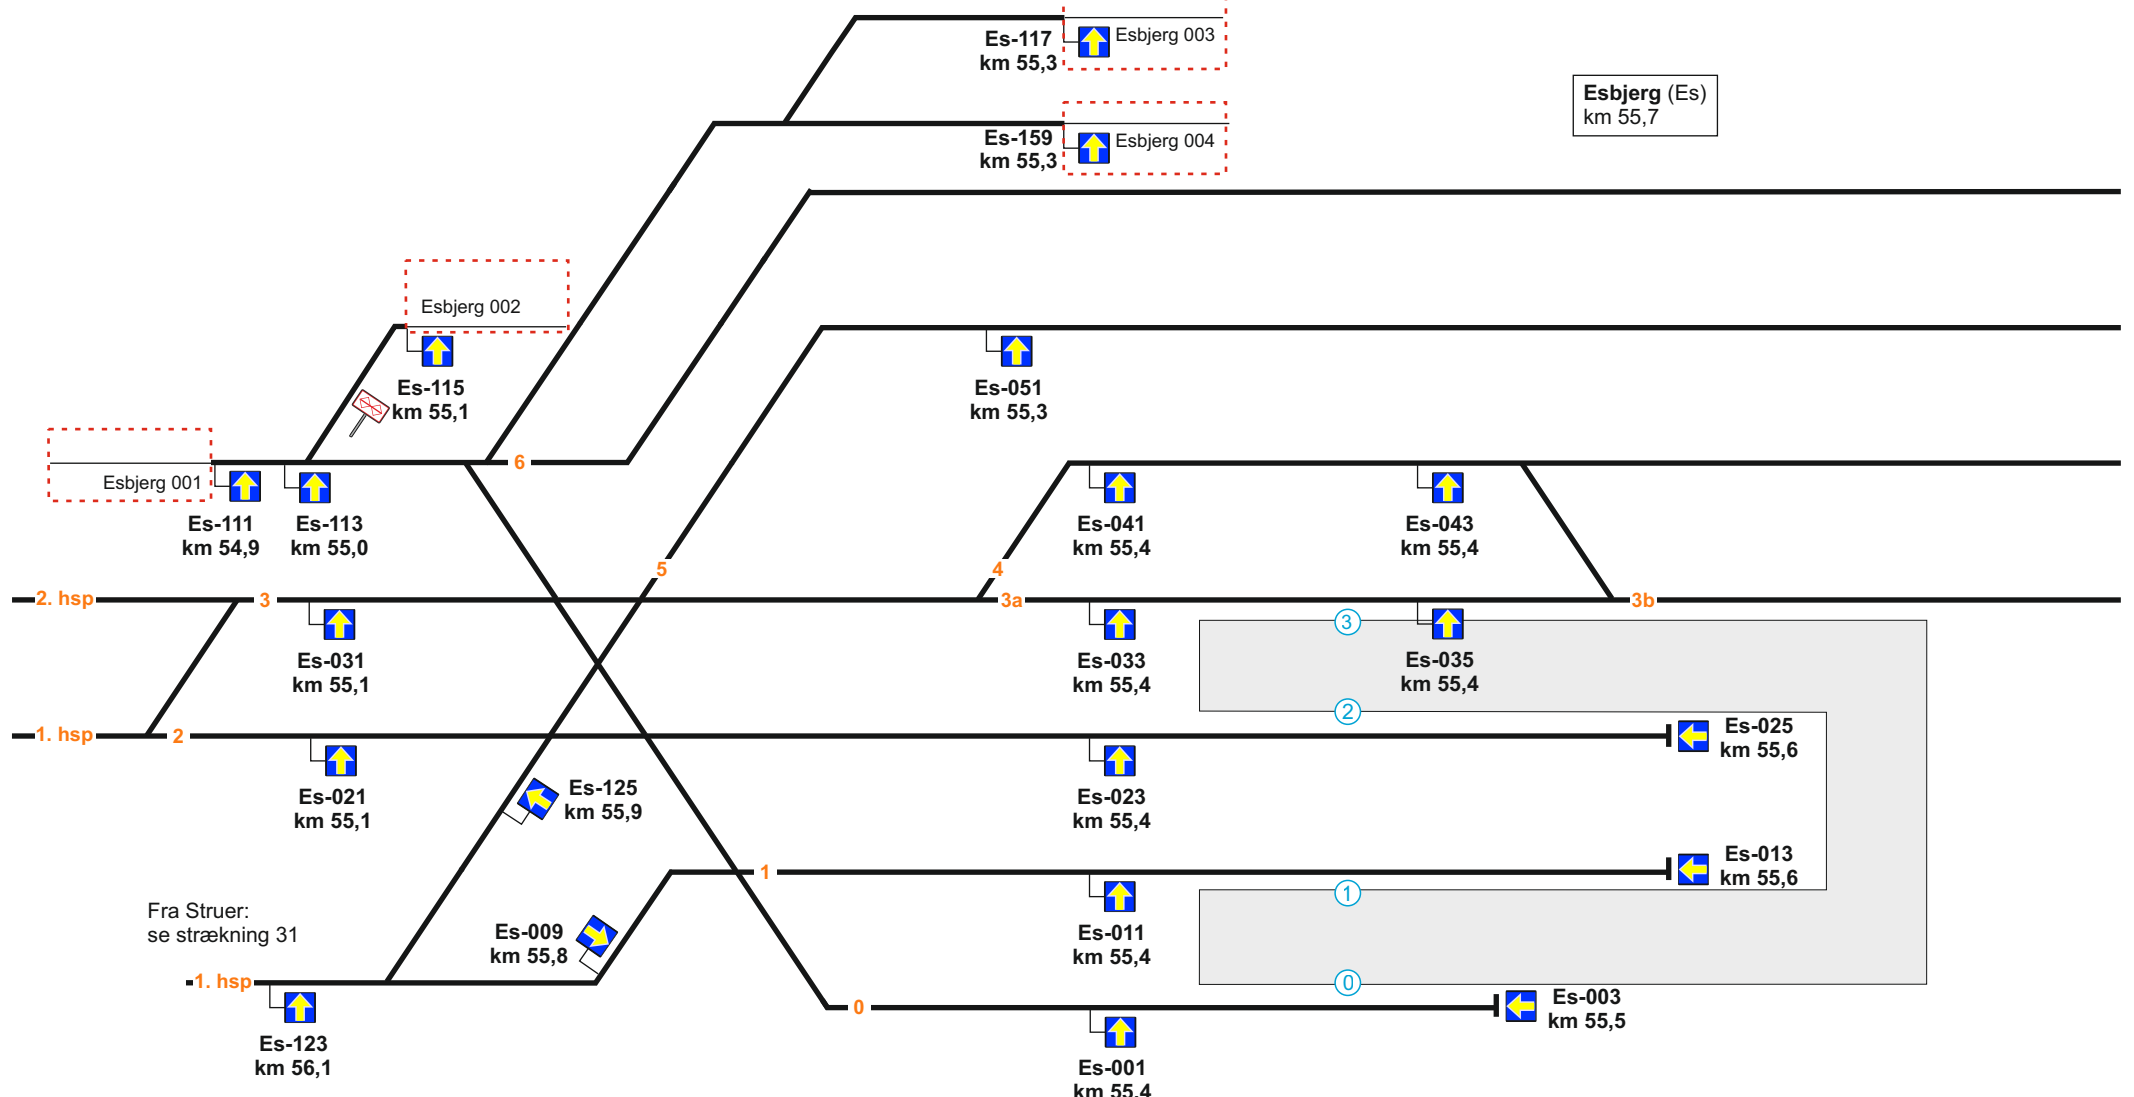 Es-117
km 55,3
Esbjerg 003
Esbjerg (Es)
km 55,7
Es-159
km 55,3
Esbjerg 004
Esbjerg 002
Es-115
km 55,1
Es-051
km 55,3
6
Esbjerg 001
Es-111
km 54,9
Es-113
km 55,0
Es-041
km 55,4
Es-043
km 55,4
5
4
2. hsp
3
3a
3b
3
Es-031
km 55,1
Es-033
km 55,4
Es-035
km 55,4
2
1. hsp
2
Es-025
km 55,6
Es-021
km 55,1
Es-125
km 55,9
Es-023
km 55,4
1
Es-013
km 55,6
1
Fra Struer:
se strækning 31
Es-009
km 55,8
Es-011
km 55,4
1. hsp
0
0
Es-003
km 55,5
Es-123
km 56,1
Es-001
km 55,4